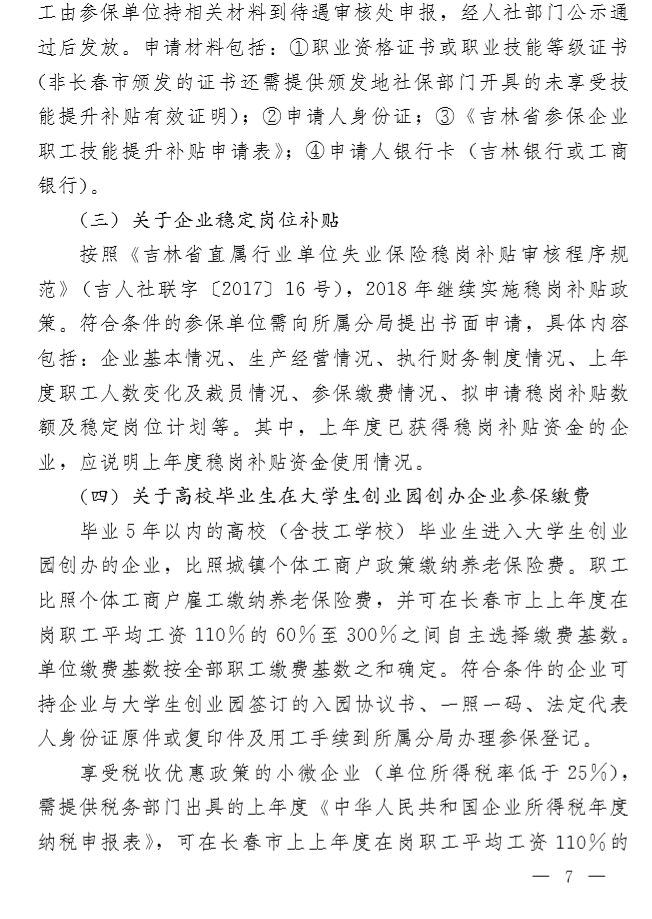 工由参保单位持相关材料到待遇审核处申报，经人社部门公示通
过后发放。申请材料包括：①职业资格证书或职业技能等级证书
(非长春市颁发的证书还需提供颁发地社保部门开具的未享受技
能提升补贴有效证明)；②申请人身份证；③《吉林省参保企业
职工技能提升补贴申请表》；④申请人银行卡（吉林银行或工商
银行)。
（三）关于企业稳定岗位补贴
按照《吉林省直属行业单位失业保险稳岗补贴审核程序规
范》（吉人社联字〔2017〕16 号)，2018 年继续实施稳岗补贴政
策。符合条件的参保单位需向所属分局提出书面申请，具体内容
包括：企业基本情况、生产经营情况、执行财务制度情况、上年
度职工人数变化及裁员情况、参保缴费情况、拟申请稳岗补贴数
额及稳定岗位计划等。其中，上年度已获得稳岗补贴资金的企
业，应说明上年度稳岗补贴资金使用情况。
（四）关于高校毕业生在大学生创业园创办企业参保缴费
毕业 5 年以内的高校（含技工学校）毕业生进入大学生创业
园创办的企业，比照城镇个体工商户政策缴纳养老保险费。职工
比照个体工商户雇工缴纳养老保险费，并可在长春市上上年度在
岗职工平均工资 110％的 60％至 300％之间自主选择缴费基数。
单位缴费基数按全部职工缴费基数之和确定。符合条件的企业可
持企业与大学生创业园签订的入园协议书、一照一码、法定代表
人身份证原件或复印件及用工手续到所属分局办理参保登记。
享受税收优惠政策的小微企业（单位所得税率低于 25％)，
需提供税务部门出具的上年度《中华人民共和国企业所得税年度
纳税申报表》，可在长春市上上年度在岗职工平均工资 110％的
— 7 —